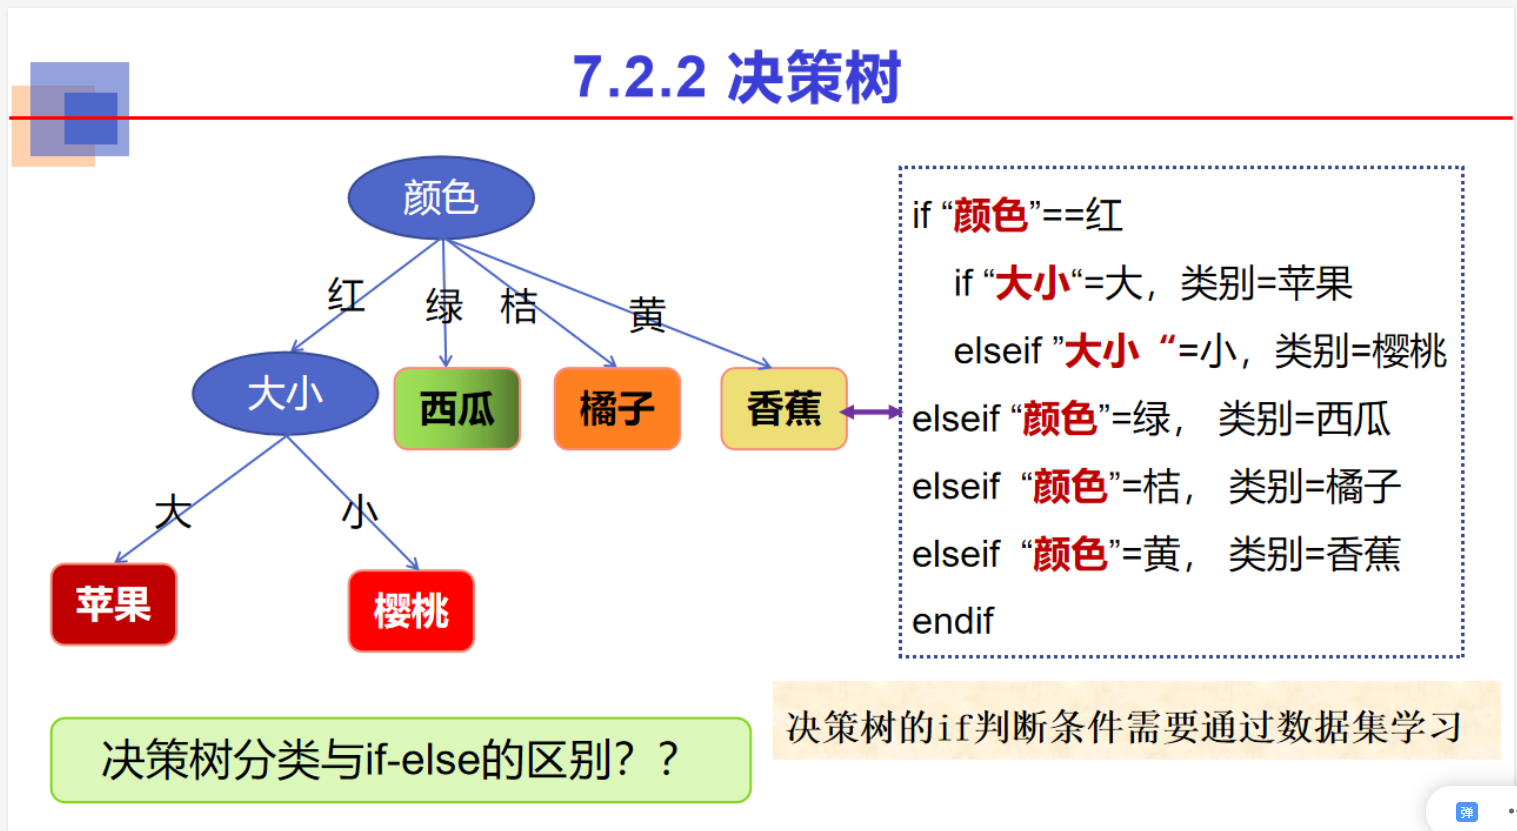 7.2.2 决策树
颜色
红
绿
桔
黄
大小
西瓜
橘子
香蕉
大
小
苹果
樱桃
if “颜色”==红
if “大小“=大，类别=苹果
elseif ”大小 “=小，类别=樱桃
elseif “颜色”=绿， 类别=西瓜
elseif “颜色”=桔， 类别=橘子
elseif “颜色”=黄， 类别=香蕉
endif
决策树的if判断条件需要通过数据集学习
决策树分类与if-else的区别？？
弹